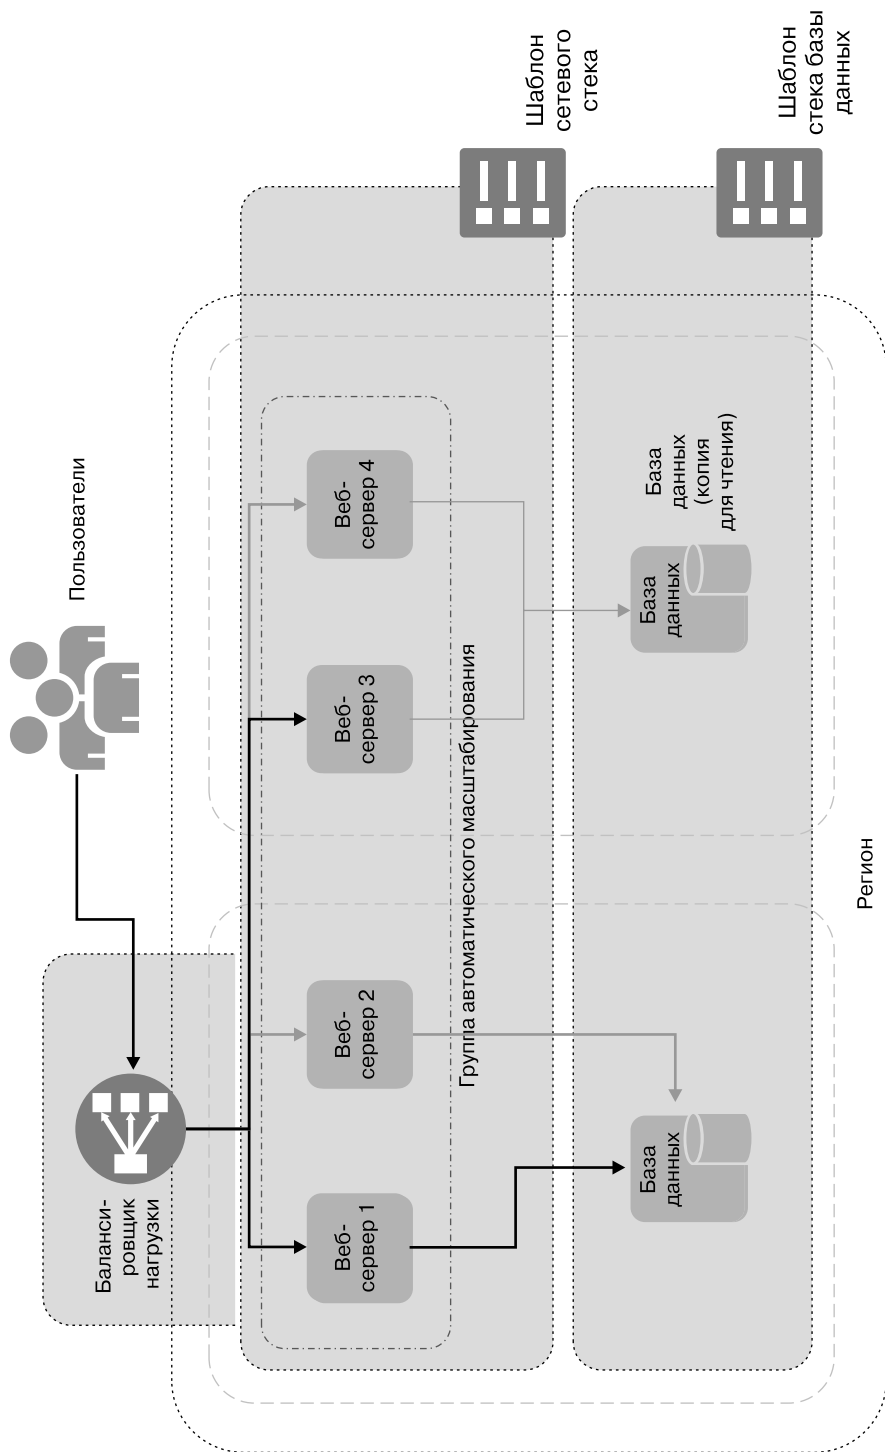 Пользователи
Баланси-
ровщик
нагрузки
Веб-
сервер 1
Веб-
сервер 2
Веб-
сервер 3
Веб-
сервер 4
Группа автоматического масштабирования
Шаблон
сетевого
стека
База
данных
База
данных
База
данных
(копия
для чтения)
Шаблон
стека базы
данных
Регион